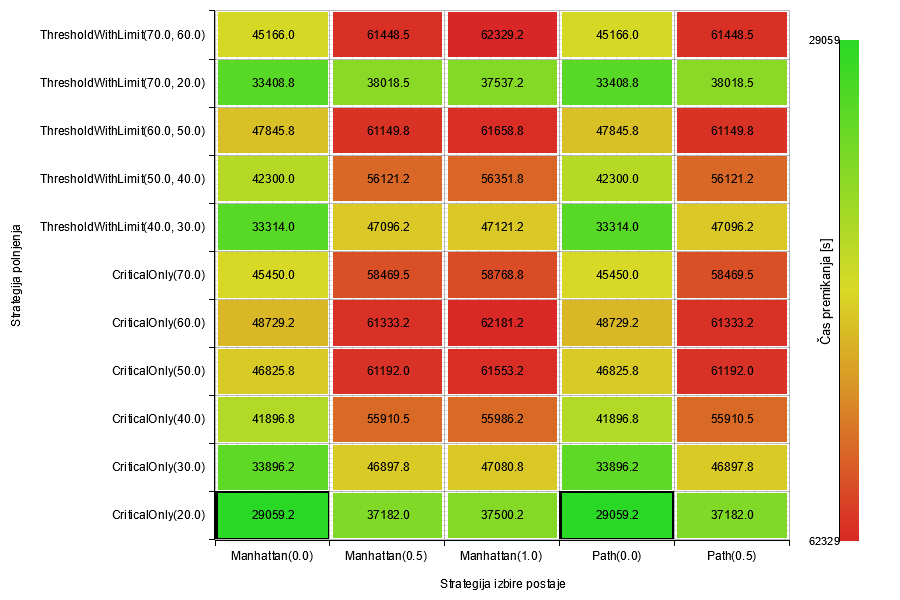 ThresholdWithLimit(70.0, 60.0) 45166.0 61448.5 62329.2 45166.0 61448.5
ThresholdWithLimit(70.0, 20.0) 33408.8 38018.5 37537.2 33408.8 38018.5
ThresholdWithLimit(60.0, 50.0) 47845.8 61149.8 61658.8 47845.8 61149.8
ThresholdWithLimit(50.0, 40.0) 42300.0 56121.2 56351.8 42300.0 56121.2
ThresholdWithLimit(40.0, 30.0) 33314.0 47096.2 47121.2 33314.0 47096.2
CriticalOnly(70.0) 45450.0 58469.5 58768.8 45450.0 58469.5
CriticalOnly(60.0) 48729.2 61333.2 62181.2 48729.2 61333.2
CriticalOnly(50.0) 46825.8 61192.0 61553.2 46825.8 61192.0
CriticalOnly(40.0) 41896.8 55910.5 55986.2 41896.8 55910.5
CriticalOnly(30.0) 33896.2 46897.8 47080.8 33896.2 46897.8
CriticalOnly(20.0) 29059.2 37182.0 37500.2 29059.2 37182.0
Manhattan(0.0) Manhattan(0.5) Manhattan(1.0) Path(0.0) Path(0.5)
Strategija izbire postaje
Strategija polnjenja
29059
62329
Čas premikanja [s]